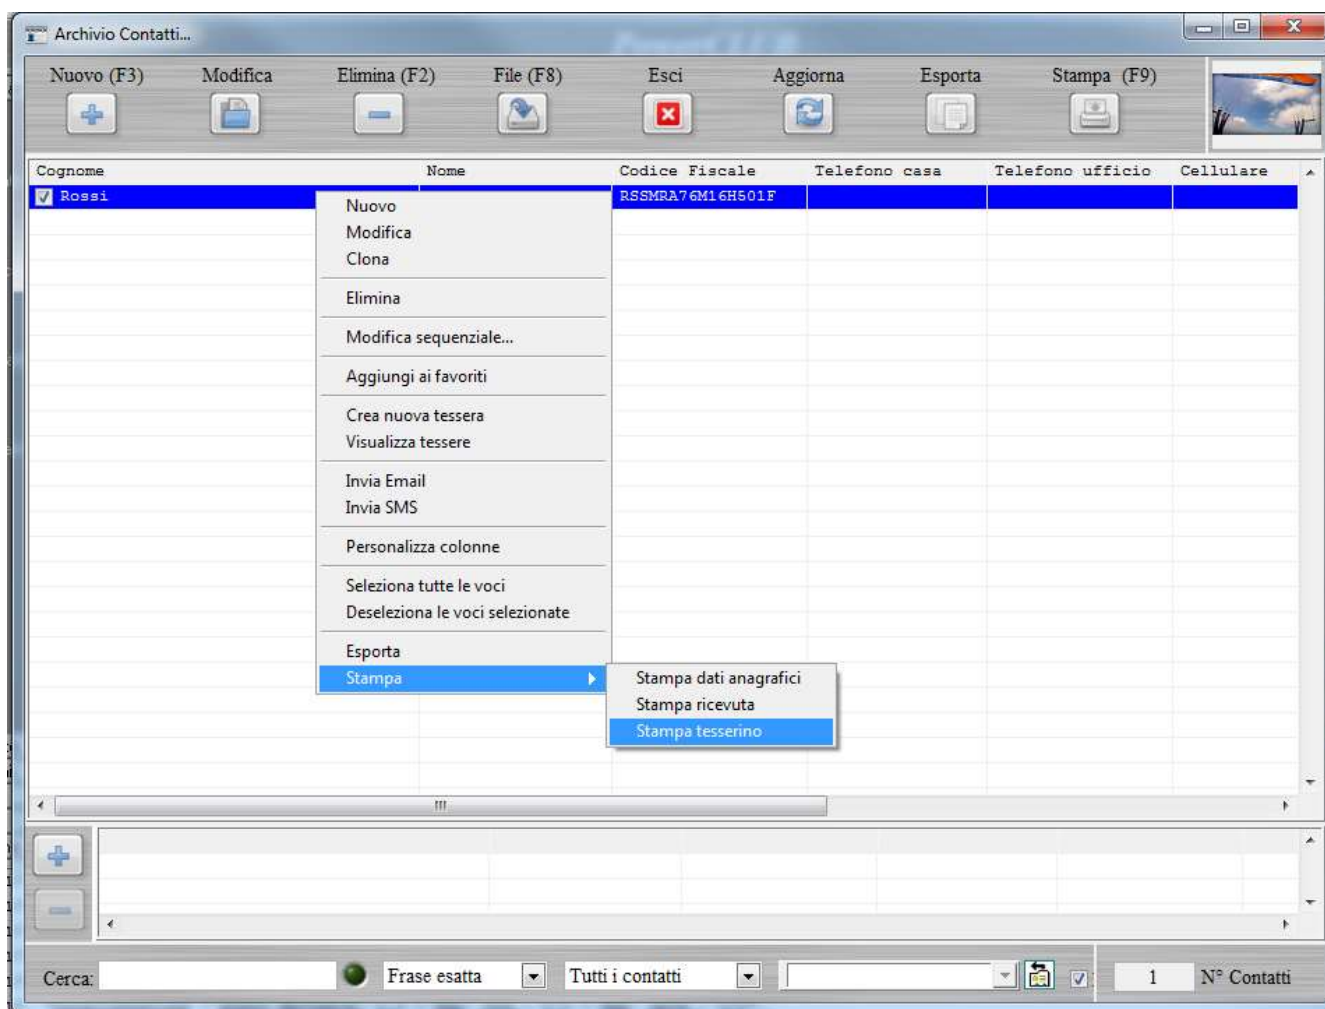 Archivio Contatti...
Nuovo (F3) Modifica Elimina (F2) File (F8) Esci Aggiorna Esporta Stampa (F9)
Cognome Nome Codice Fiscale Telefono casa Telefono ufficio Cellulare
Rossi RSSMRA76M16H501F
Nuovo
Modifica
Clona
Elimina
Modifica sequenziale...
Aggiungi ai favoriti
Crea nuova tessera
Visualizza tessere
Invia Email
Invia SMS
Personalizza colonne
Seleziona tutte le voci
Deseleziona le voci selezionate
Esporta
Stampa
Stampa dati anagrafici
Stampa ricevuta
Stampa tesserino
Cerca: Frase esatta Tutti i contatti 1 N° Contatti